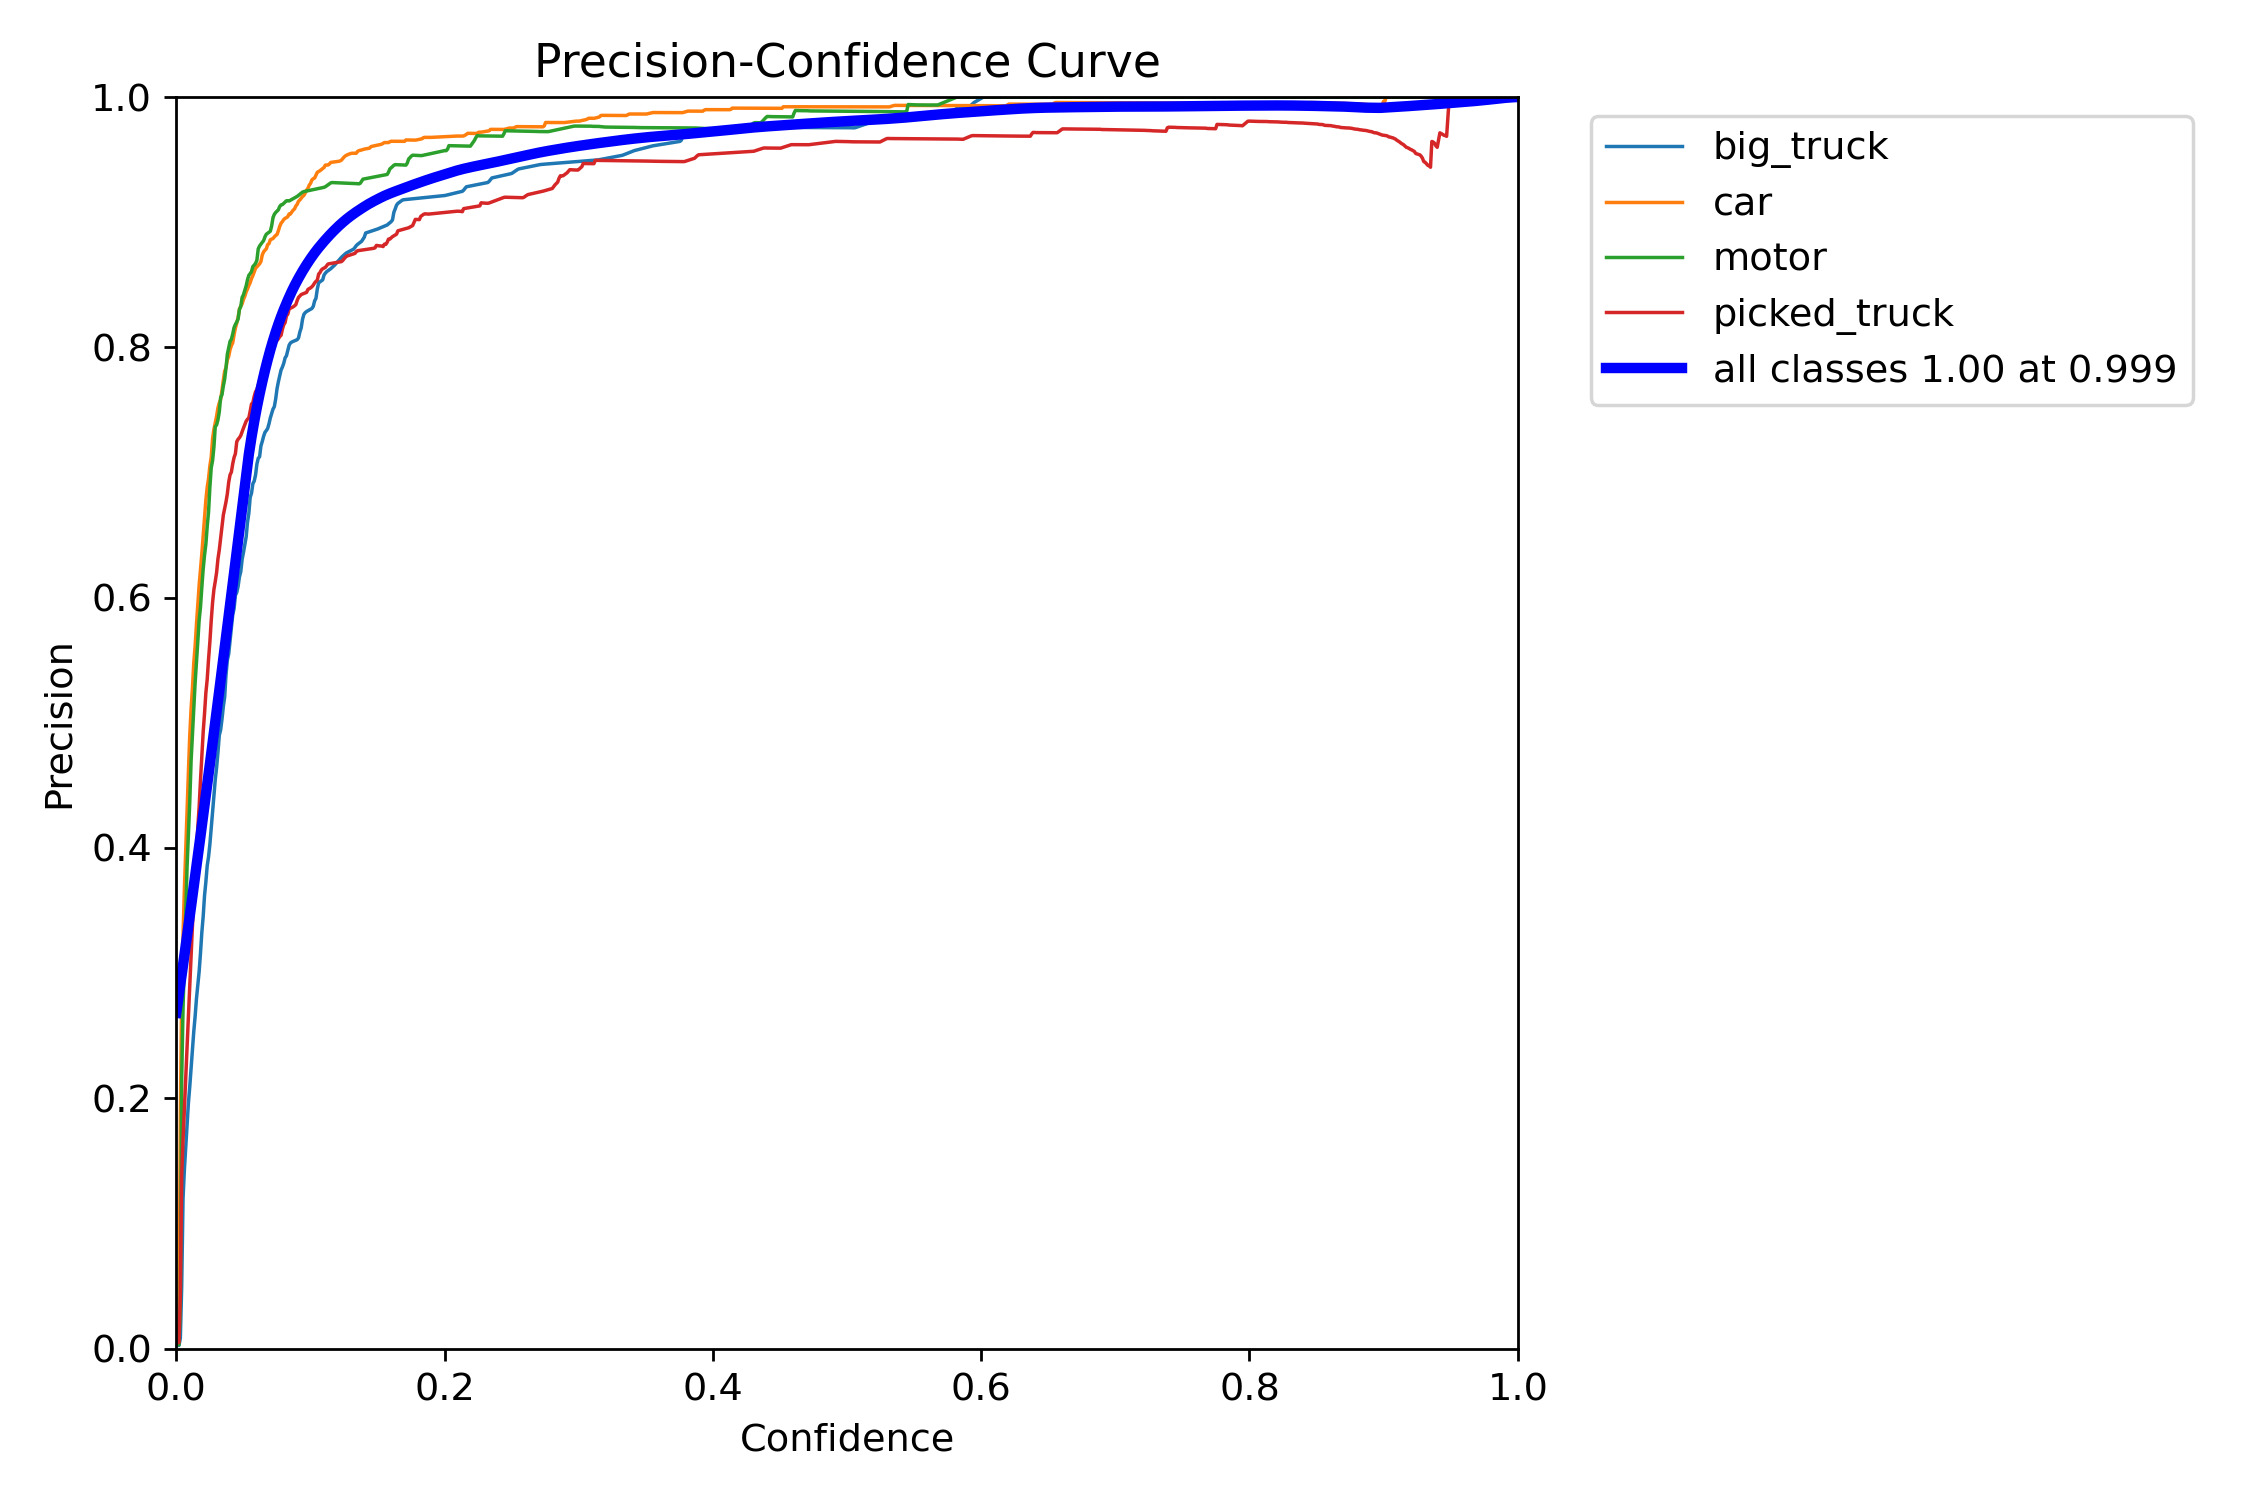 Precision-Confidence Curve
1.0
0.8
0.6
0.4
0.2
0.0
Precision
0.0 0.2 0.4 0.6 0.8 1.0
Confidence
big_truck
car
motor
picked_truck
all classes 1.00 at 0.999